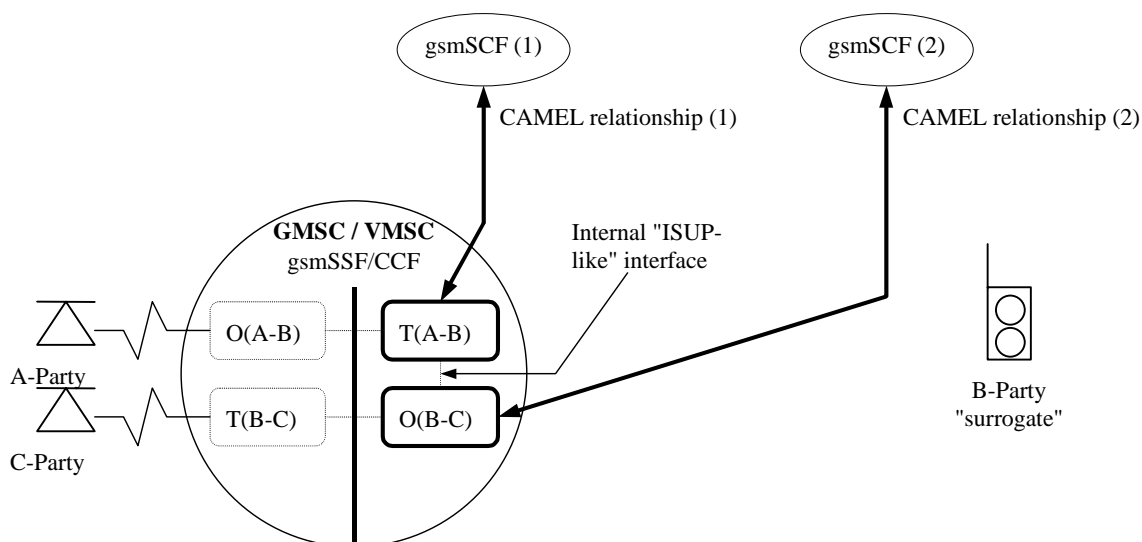 gsmSCF (1)
gsmSCF (2)
CAMEL relationship (1)
CAMEL relationship (2)
GMSC / VMSC
gsmSSF/CCF
Internal "ISUP-
like" interface
O(A-B)
T(A-B)
A-Party
T(B-C)
O(B-C)
C-Party
B-Party
"surrogate"